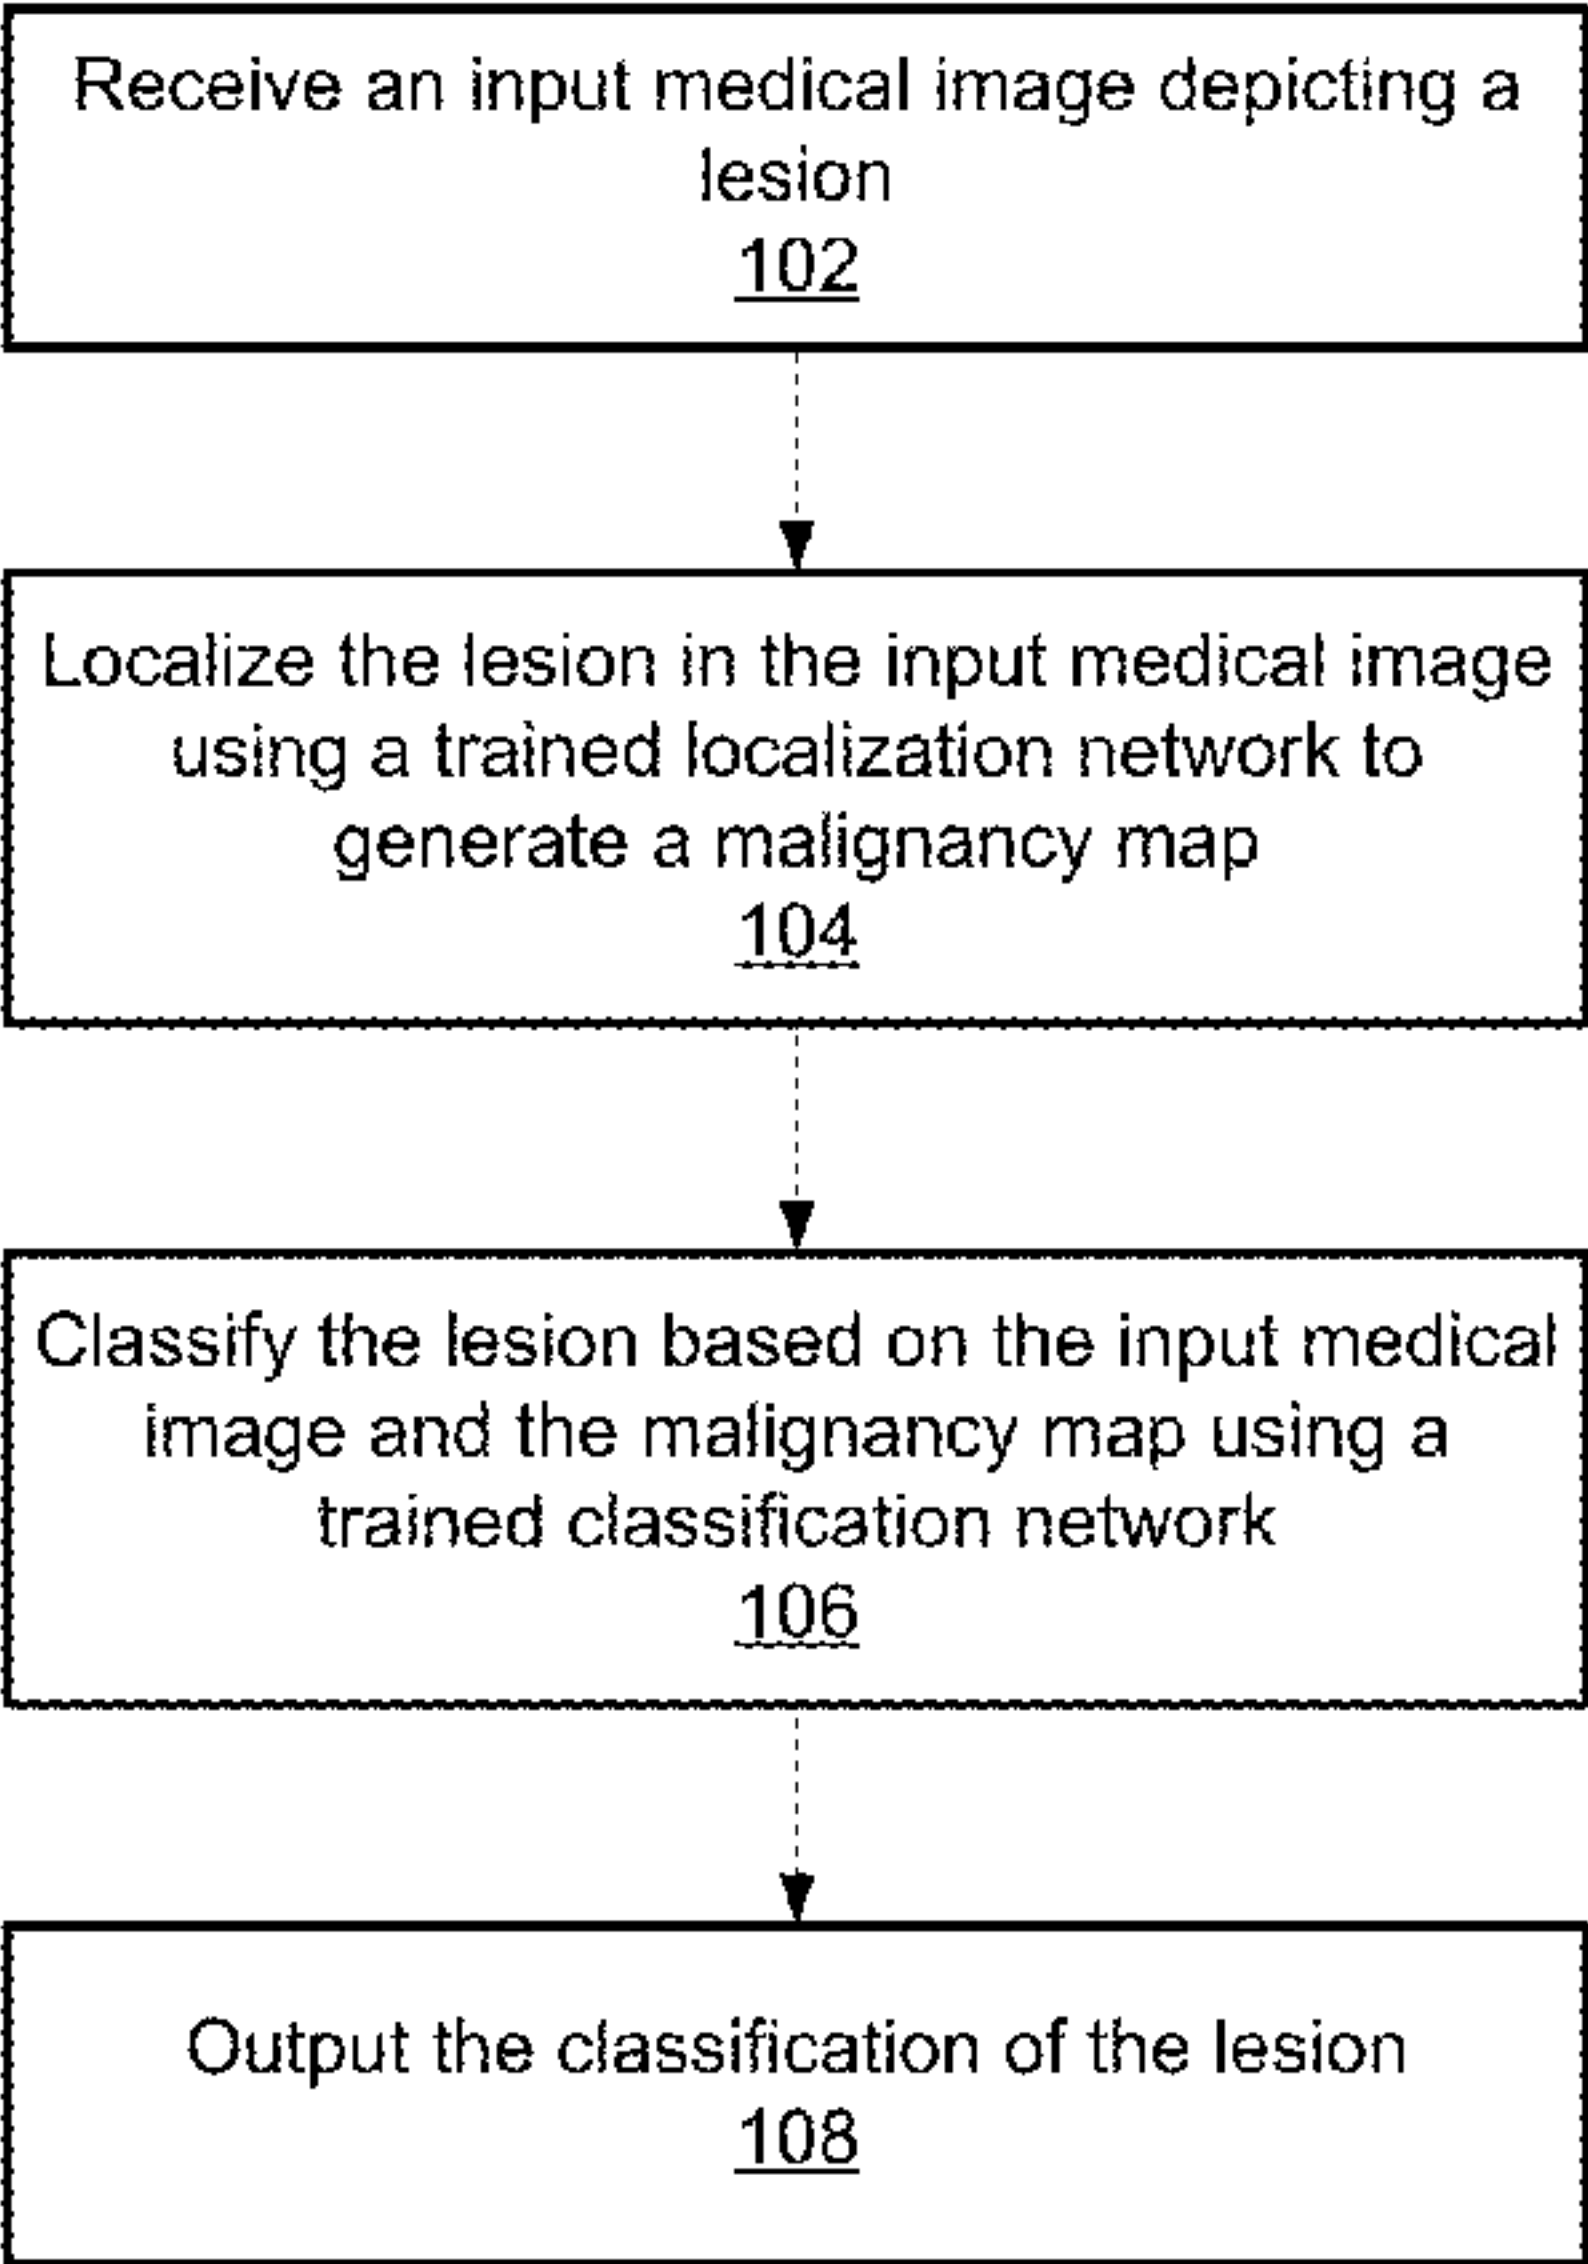 Receive an input medical image depicting a
lesion
102
Localize the lesion in the input medical image
using a trained localization network to
generate a malignancy map
104
Classify the lesion based on the input medical
image and the malignancy map using a
trained classification network
106
Output the classification of the lesion
108